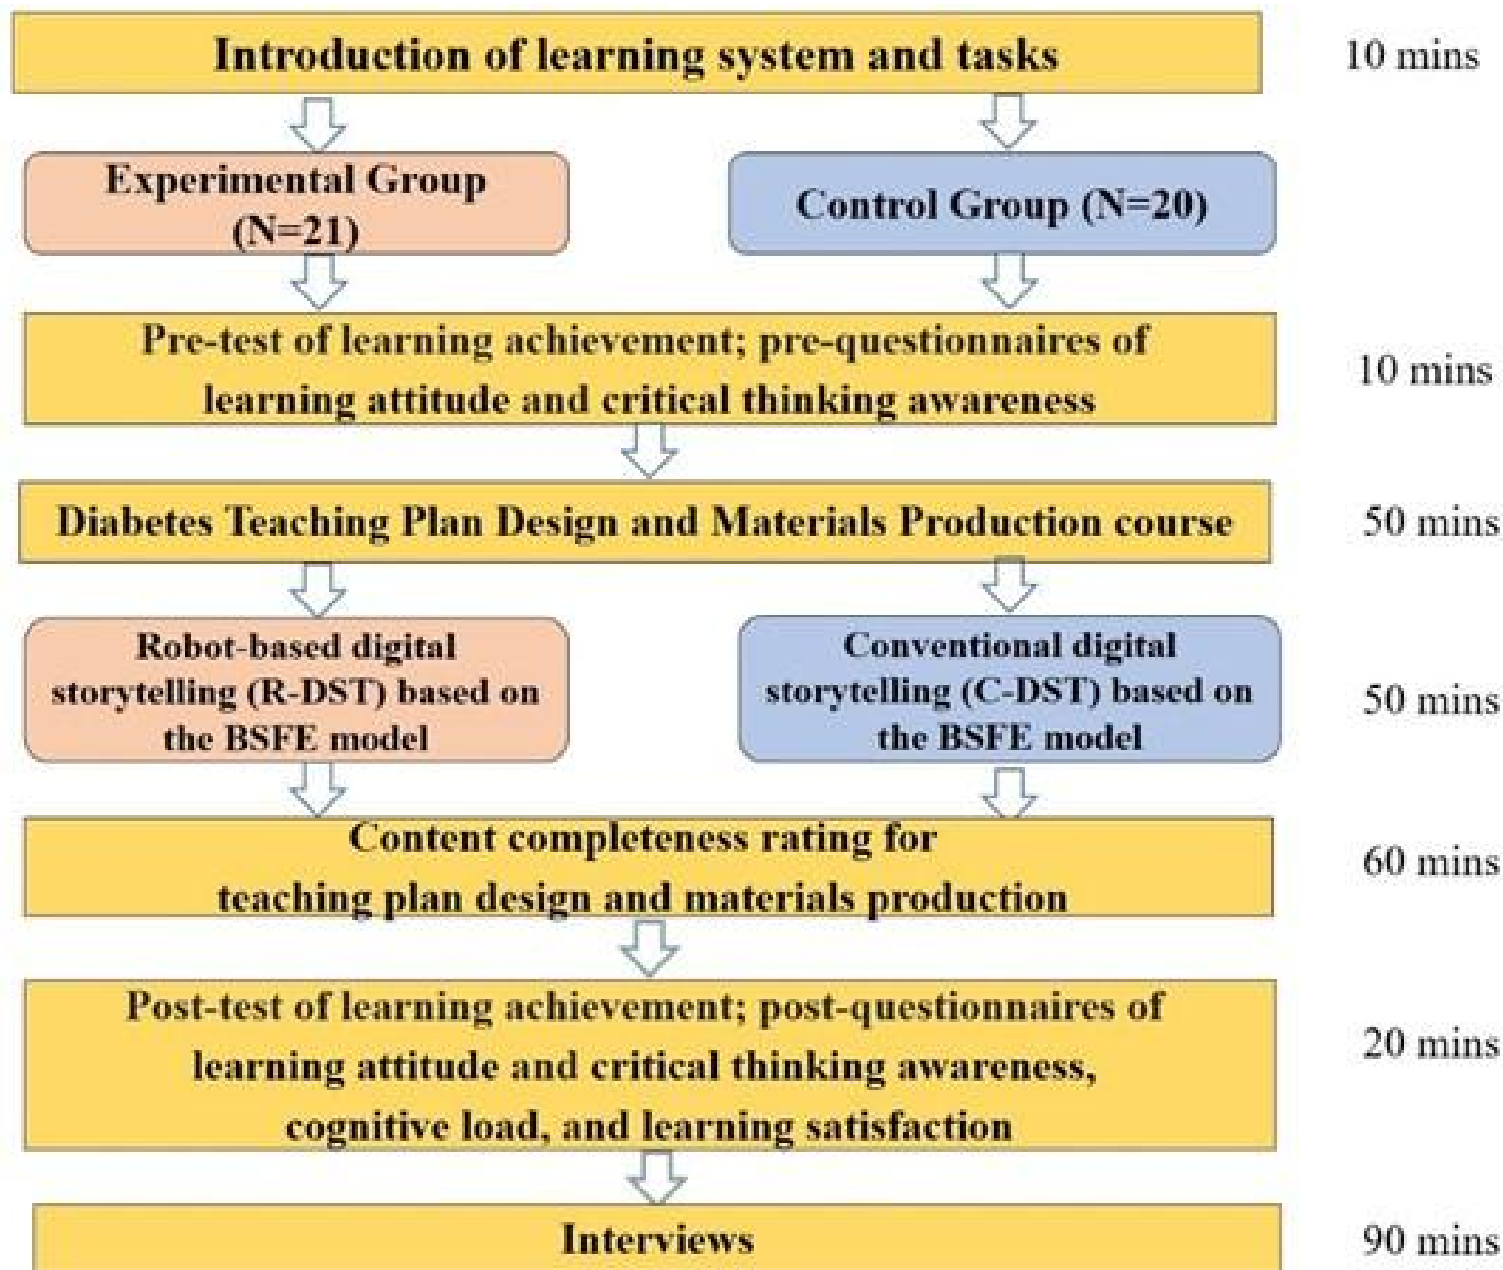 Introduction of learning system and tasks
10 mins
Experimental Group
(N=21)
Control Group (N=20)
Pre-test of learning achievement; pre-questionnaires of
learning attitude and critical thinking awareness
10 mins
Diabetes Teaching Plan Design and Materials Production course
50 mins
Robot-based digital
storytelling (R-DST) based on
the BSFE model
Conventional digital
storytelling (C-DST) based on
the BSFE model
50 mins
Content completeness rating for
teaching plan design and materials production
60 mins
Post-test of learning achievement; post-questionnaires of
learning attitude and critical thinking awareness,
cognitive load, and learning satisfaction
20 mins
Interviews
90 mins